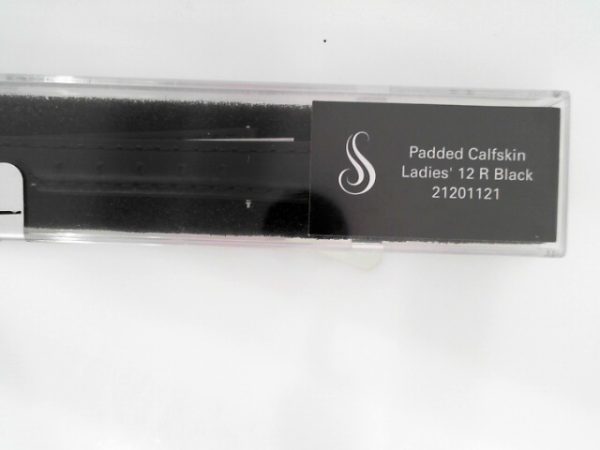 Padded Calfskin
Ladies' 12 R Black
21201121